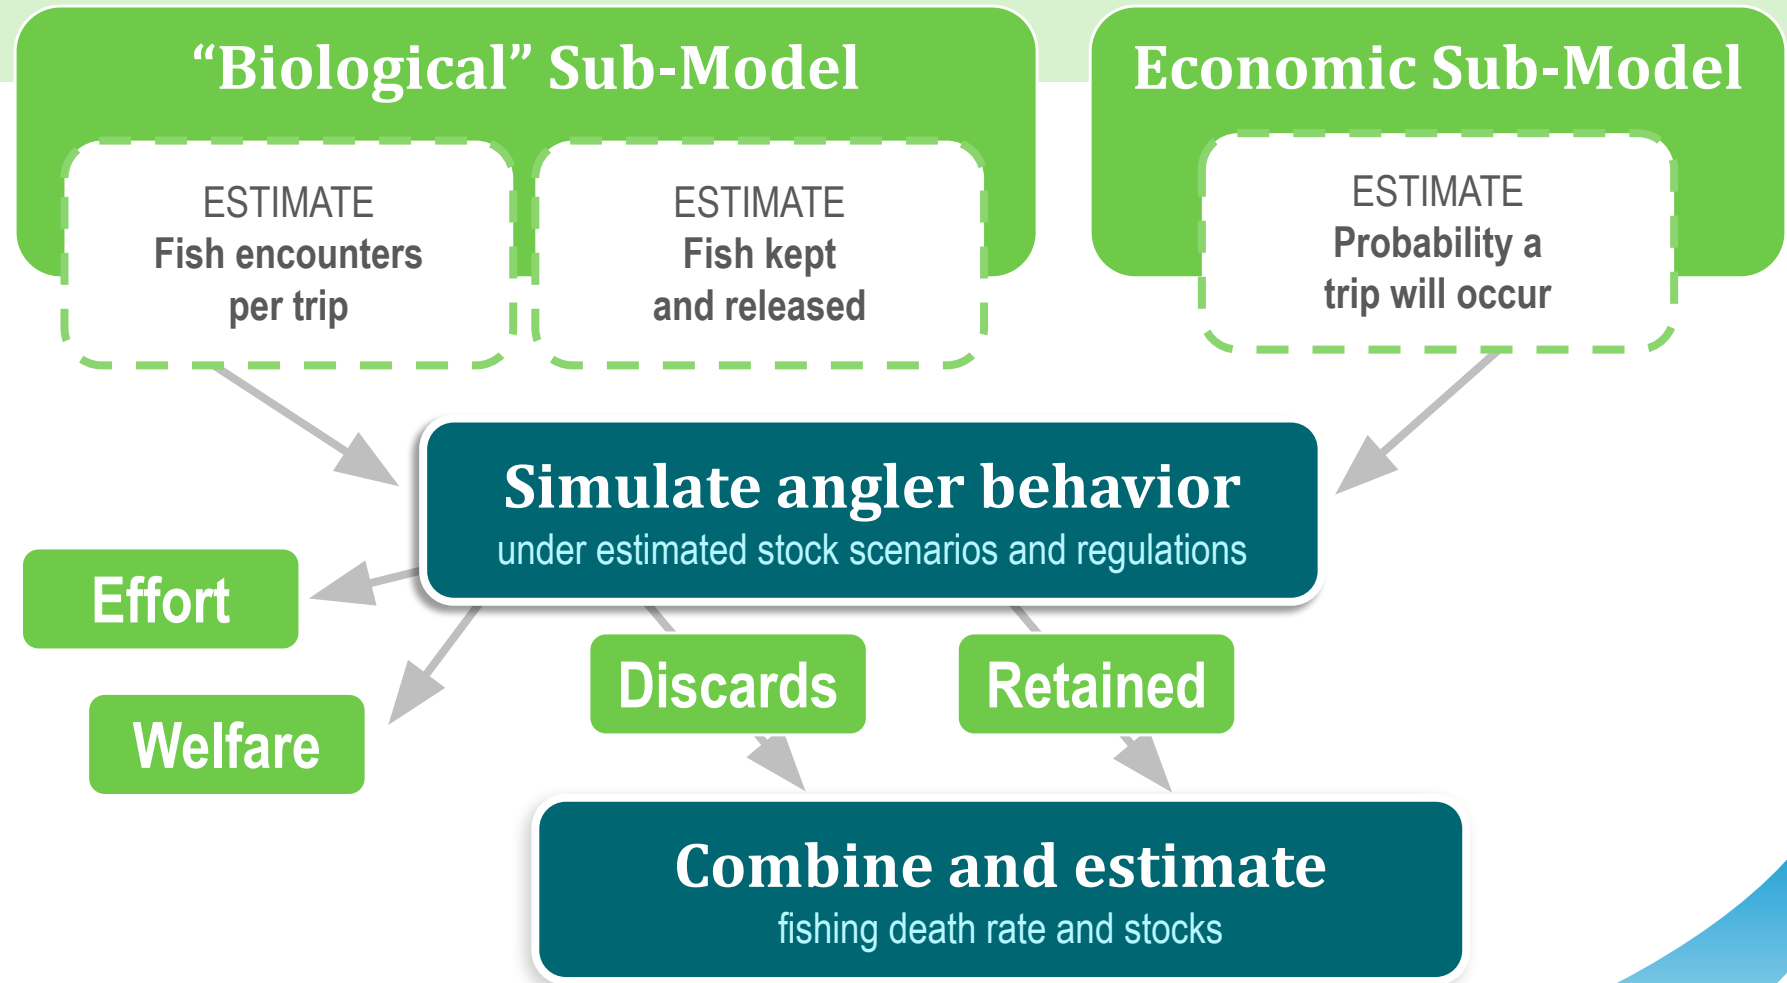 “Biological” Sub-Model
ESTIMATE
Fish encounters
per trip
ESTIMATE
Fish kept
and released
Economic Sub-Model
ESTIMATE
Probability a
trip will occur
Simulate angler behavior
under estimated stock scenarios and regulations
Effort
Welfare
Discards
Retained
Combine and estimate
fishing death rate and stocks